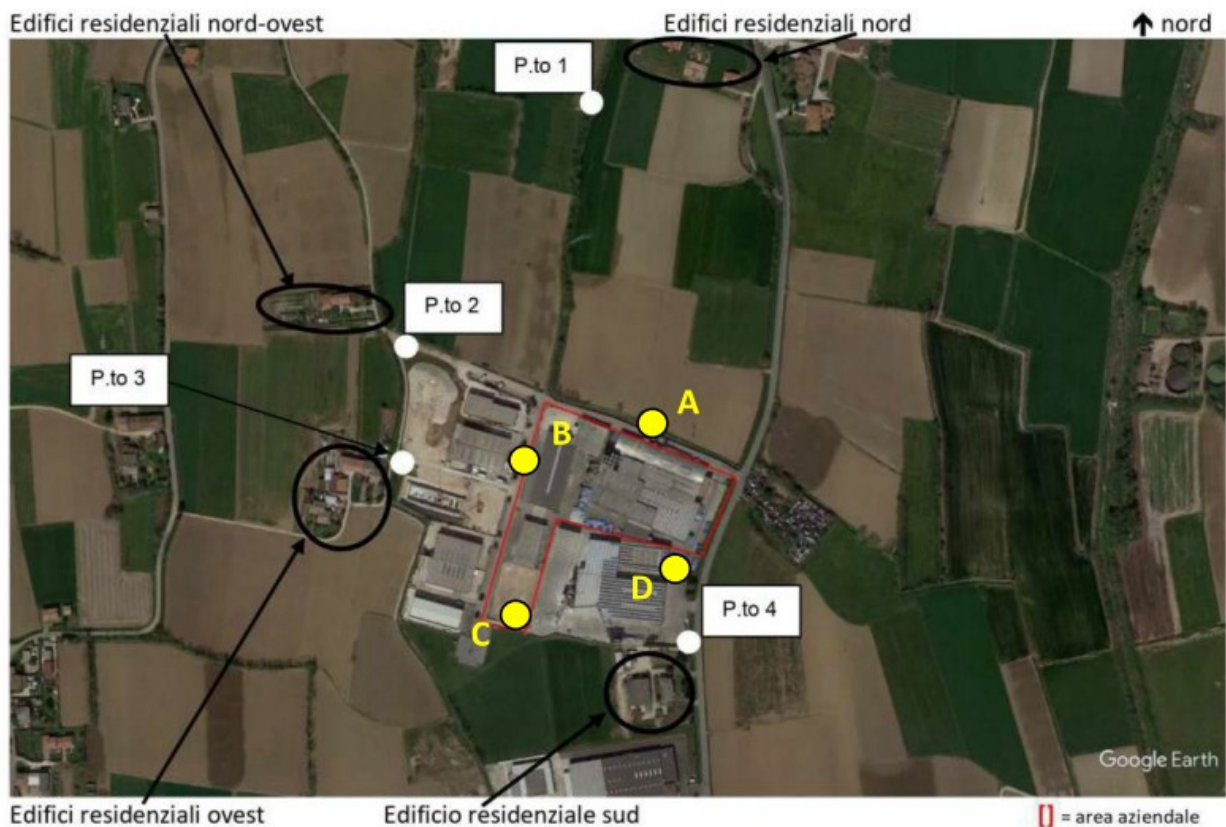 Edifici residenziali nord-ovest
Edifici residenziali nord
nord
P.to 1
P.to 2
P.to 3
A
B
D
C
P.to 4
Google Earth
Edifici residenziali ovest
Edificio residenziale sud
[] = area aziendale